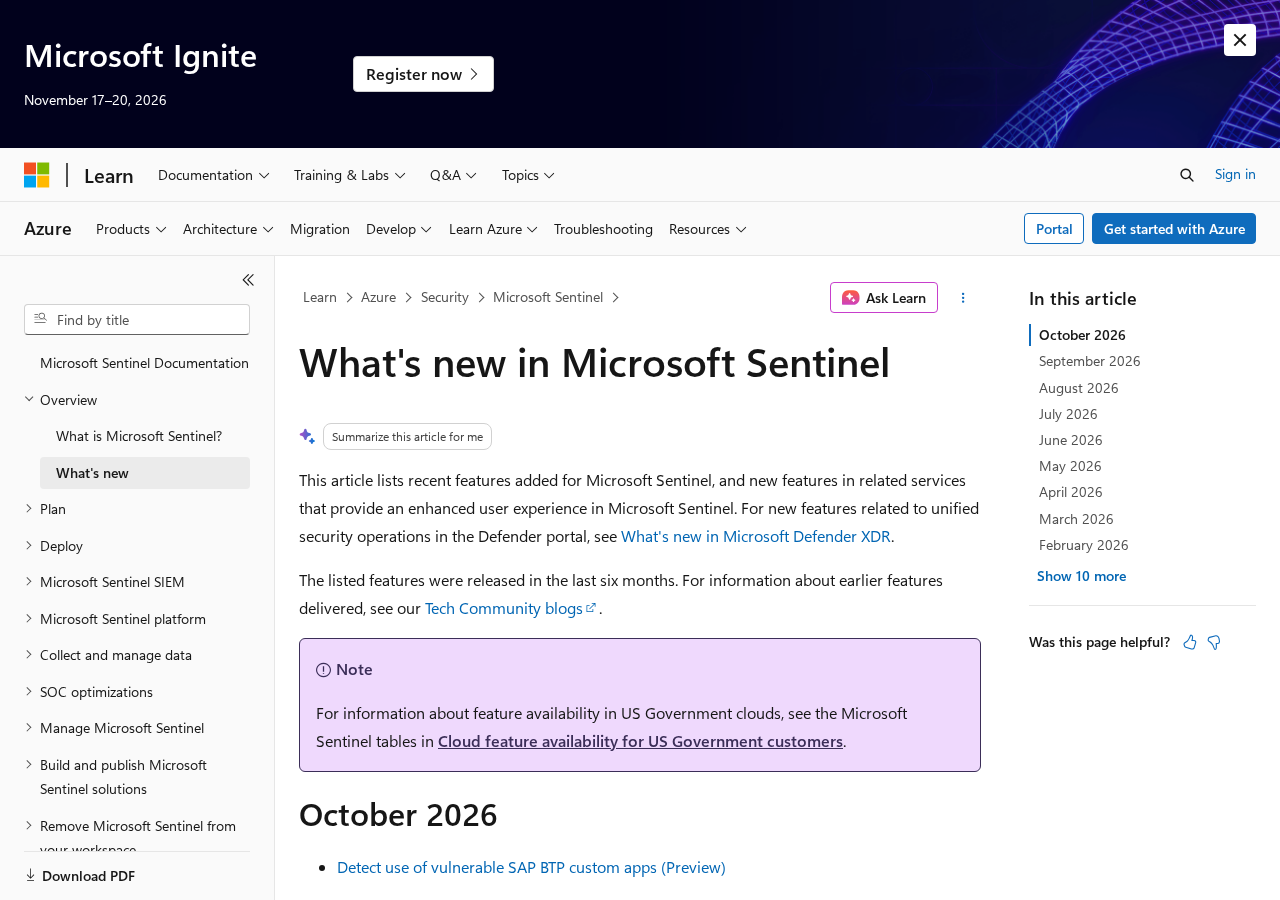 Microsoft Ignite
November 17–20, 2026
Register now
Learn
Documentation
Training & Labs
Q&A
Topics
Sign in
Azure
Products
Architecture
Migration
Develop
Learn Azure
Troubleshooting
Resources
Portal
Get started with Azure
Find by title
Microsoft Sentinel Documentation
Overview
What is Microsoft Sentinel?
What's new
Plan
Deploy
Microsoft Sentinel SIEM
Microsoft Sentinel platform
Collect and manage data
SOC optimizations
Manage Microsoft Sentinel
Build and publish Microsoft
Sentinel solutions
Remove Microsoft Sentinel from
your workspace
Download PDF
Learn
Azure
Security
Microsoft Sentinel
Ask Learn
What's new in Microsoft Sentinel
Summarize this article for me
This article lists recent features added for Microsoft Sentinel, and new features in related services
that provide an enhanced user experience in Microsoft Sentinel. For new features related to unified
security operations in the Defender portal, see What's new in Microsoft Defender XDR.
The listed features were released in the last six months. For information about earlier features
delivered, see our Tech Community blogs.
Note
For information about feature availability in US Government clouds, see the Microsoft
Sentinel tables in Cloud feature availability for US Government customers.
October 2026
Detect use of vulnerable SAP BTP custom apps (Preview)
In this article
October 2026
September 2026
August 2026
July 2026
June 2026
May 2026
April 2026
March 2026
February 2026
Show 10 more
Was this page helpful?